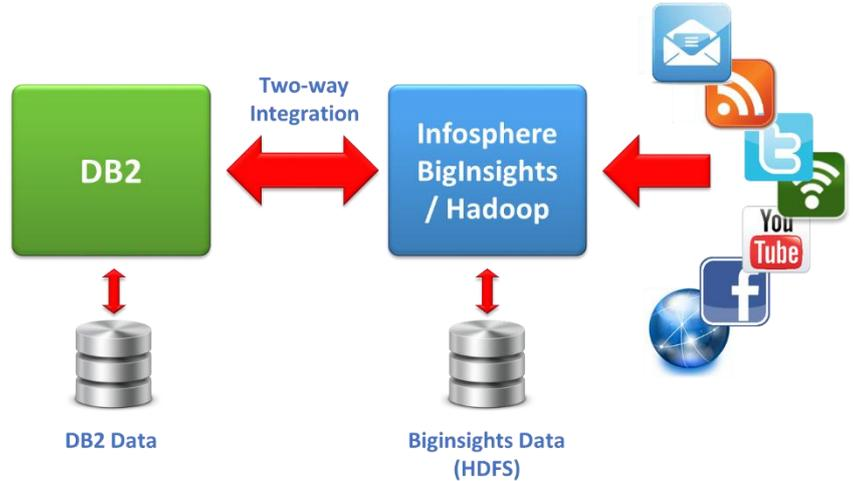 Two-way
Integration
DB2
Infosphere
BigInsights
/ Hadoop
You
Tube
DB2 Data
Biginsights Data
(HDFS)